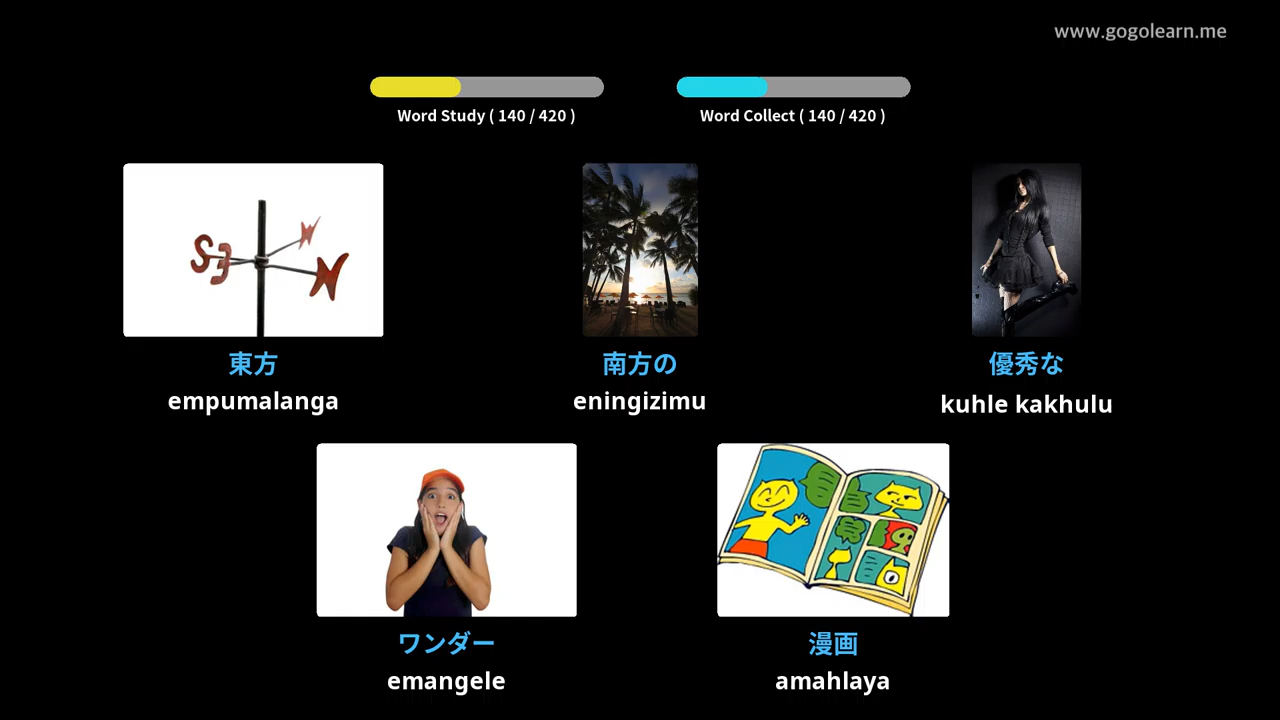 www.gogolearn.me
Word Study ( 140 / 420 )
Word Collect ( 140 / 420 )
東方
empumalanga
南方の
eningizimu
優秀な
kuhle kakhulu
ワンダー
emangele
漫画
amahlaya